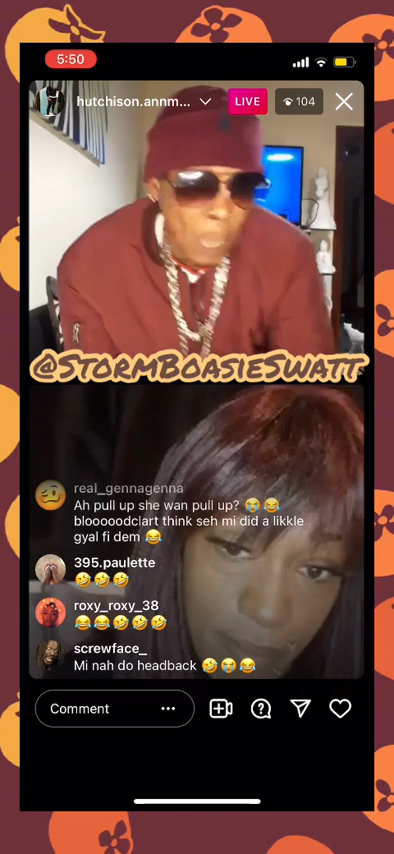 5:50
hutchison.annm...
LIVE
104
@STORMBOASIESWATT
real_gennagenna
Ah pull up she wan pull up? 😭😂
blooooodclart think seh mi did a likkle
gyal fi dem 😂
395.paulette
🤣🤣🤣
roxy_roxy_38
😂😂🤣🤣🤣
screwface_
Mi nah do headback 🤣😭😂
Comment